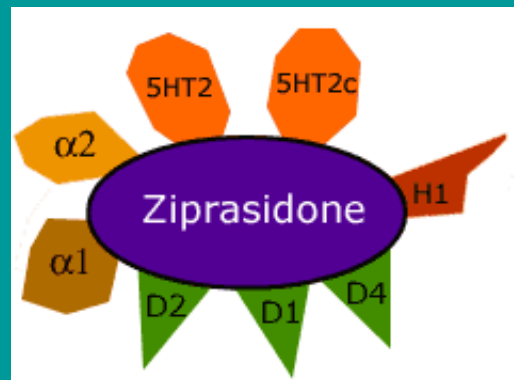 5HT2
5HT2c
α2
H1
Ziprasidone
α1
D2
D1
D4